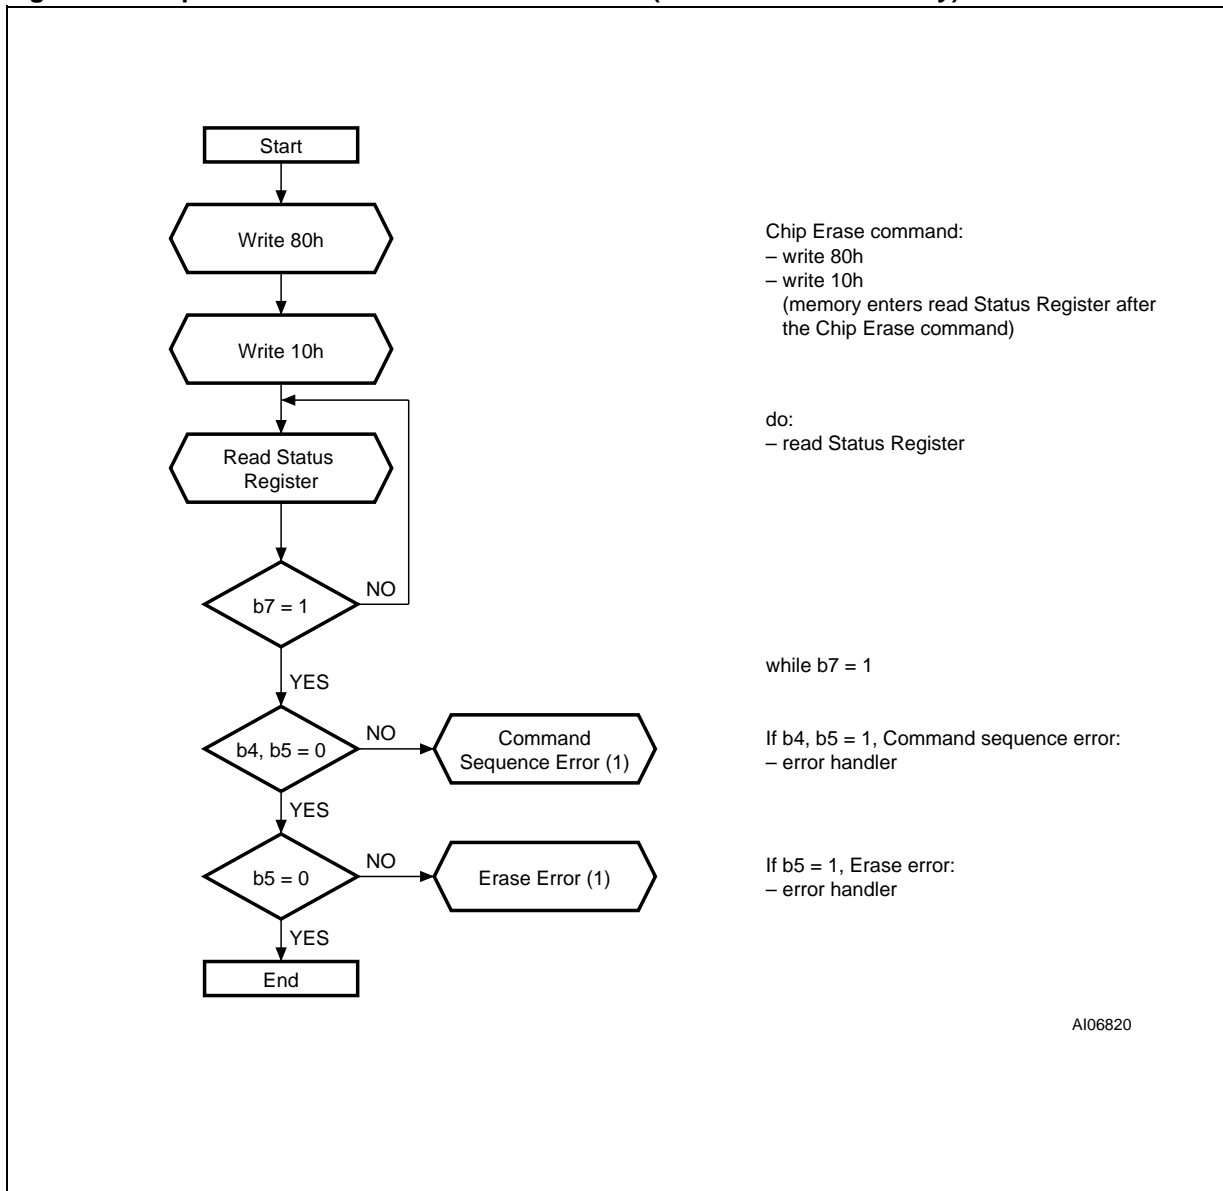 Start
Write 80h
Chip Erase command:
– write 80h
– write 10h
(memory enters read Status Register after
the Chip Erase command)
Write 10h
do:
– read Status Register
Read Status
Register
b7 = 1
NO
while b7 = 1
YES
b4, b5 = 0
NO
Command
Sequence Error (1)
If b4, b5 = 1, Command sequence error:
– error handler
YES
b5 = 0
NO
Erase Error (1)
If b5 = 1, Erase error:
– error handler
YES
End
AI06820